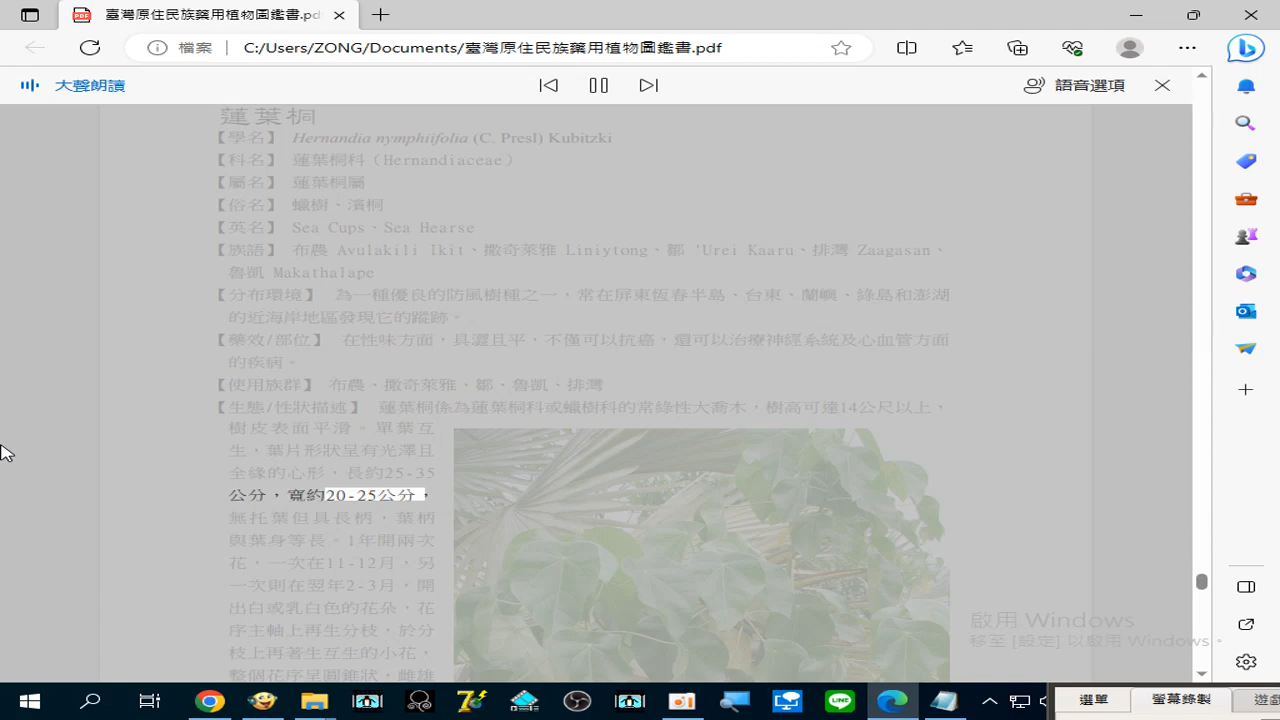 臺灣原住民族藥用植物圖鑑書.pd
檔案 C:/Users/ZONG/Documents/臺灣原住民族藥用植物圖鑑書.pdf
大聲朗讀
語音選項
蓮葉桐
【學名】 Hernandia nymphiifolia (C. Presl) Kubitzki
【科名】 蓮葉桐科（Hernandiaceae）
【屬名】 蓮葉桐屬
【俗名】 蠟樹、濱桐
【英名】 Sea Cups、Sea Hearse
【族語】 布農 Avulakili Ikit、撒奇萊雅 Liniytong、鄒 'Urei Kaaru、排灣 Zaagasan、
魯凱 Makathalape
【分布環境】 為一種優良的防風樹種之一，常在屏東恆春半島、台東、蘭嶼、綠島和澎湖
的近海岸地區發現它的蹤跡。
【藥效/部位】 在性味方面，具澀且平，不僅可以抗癌，還可以治療神經系統及心血管方面
的疾病。
【使用族群】 布農、撒奇萊雅、鄒、魯凱、排灣
【生態/性狀描述】 蓮葉桐係為蓮葉桐科或蠟樹科的常綠性大喬木，樹高可達14公尺以上，
樹皮表面平滑。單葉互
生，葉片形狀呈有光澤且
全緣的心形，長約25-35
公分，寬約20-25公分，
無托葉但具長柄，葉柄
與葉身等長。1年開兩次
花，一次在11-12月，另
一次則在翌年2-3月，開
出白或乳白色的花朵，花
序主軸上再生分枝，於分
枝上再著生互生的小花，
整個花序呈圓錐狀，雌雄
啟用 Windows
移至 [設定] 以啟用 Windows。
LINE
選單
螢幕錄製
遊戲